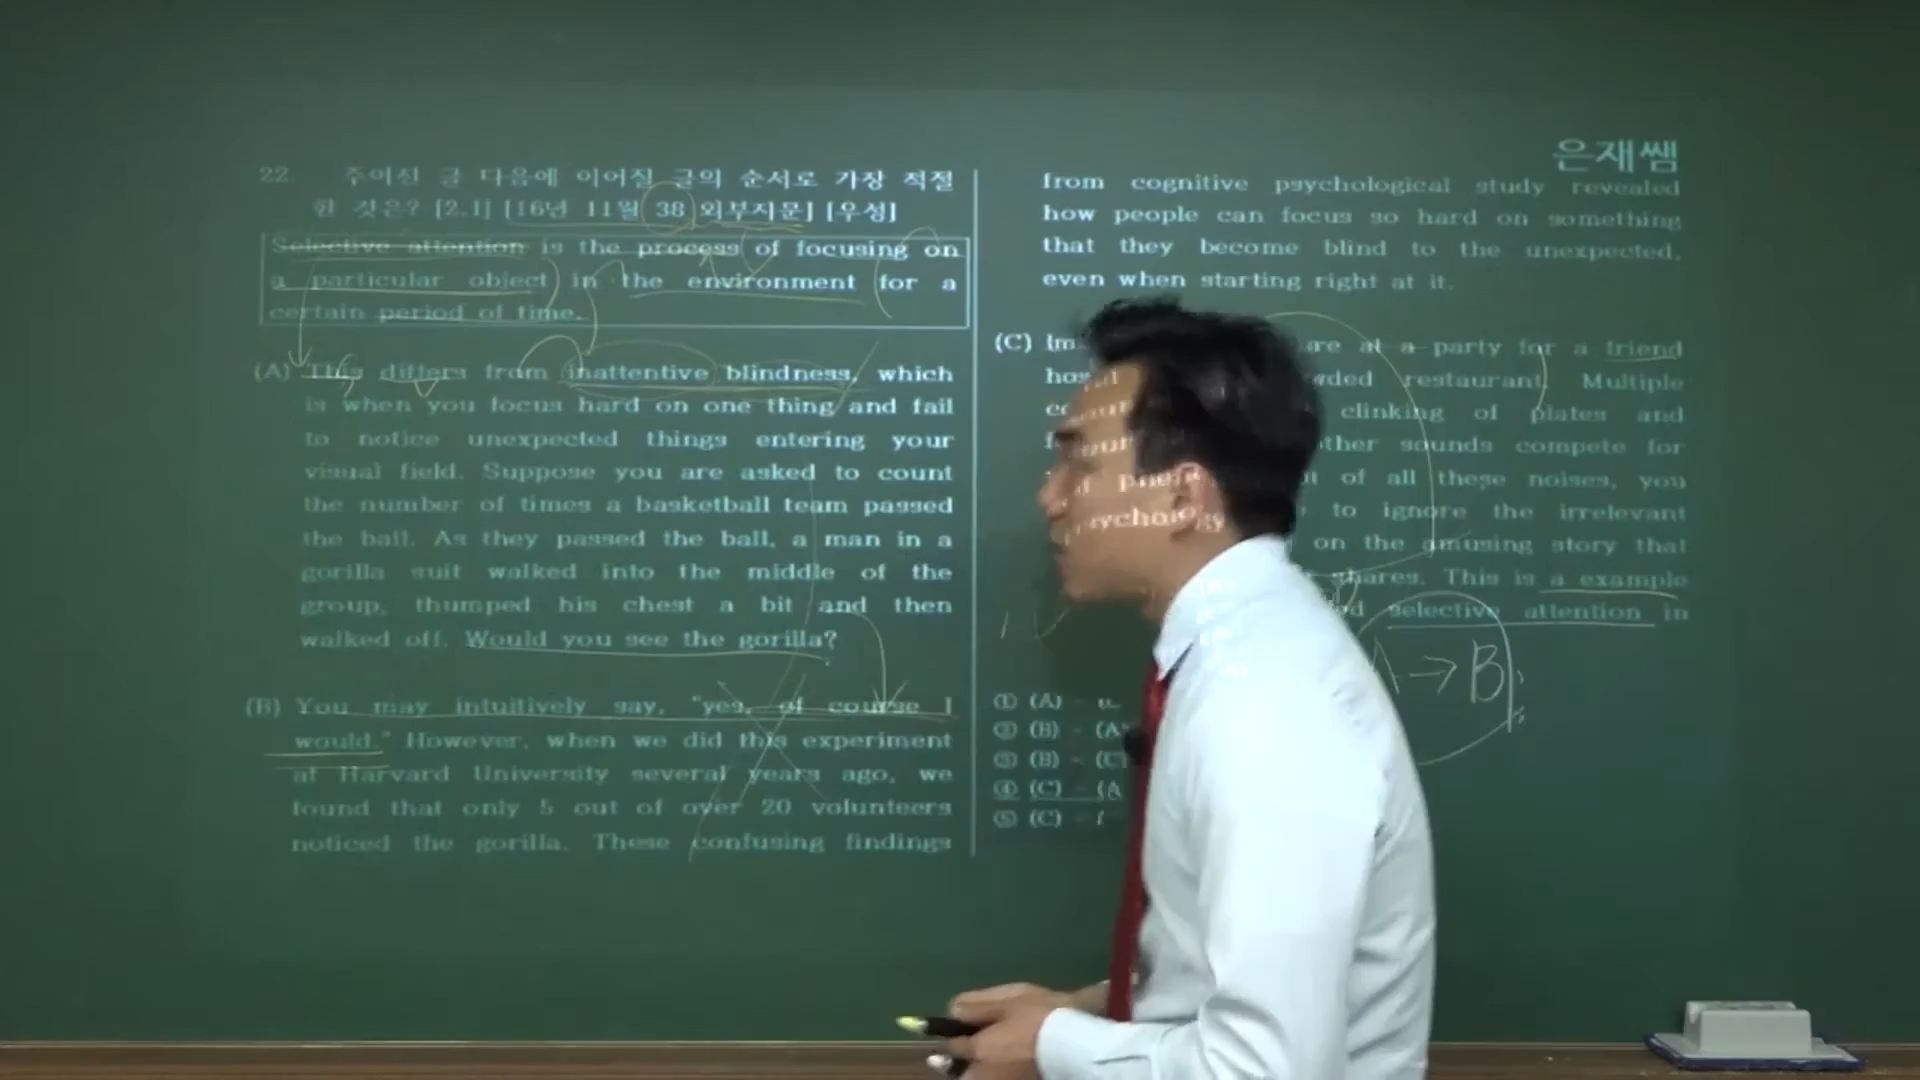 은재쌤
22. 주어진 글 다음에 이어질 글의 순서로 가장 적절
한 것은? [2.1] [16년 11월 38 외부지문] [우성]
Selective attention is the process of focusing on
a particular object in the environment for a
certain period of time.
(A) This differs from inattentive blindness, which
is when you focus hard on one thing and fail
to notice unexpected things entering your
visual field. Suppose you are asked to count
the number of times a basketball team passed
the ball. As they passed the ball, a man in a
gorilla suit walked into the middle of the
group, thumped his chest a bit and then
walked off. Would you see the gorilla?
(B) You may intuitively say, "yes, of course I
would." However, when we did this experiment
at Harvard University several years ago, we
found that only 5 out of over 20 volunteers
noticed the gorilla. These confusing findings
from cognitive psychological study revealed
how people can focus so hard on something
that they become blind to the unexpected,
even when starting right at it.
(C) are at a party for a friend
restaurant. Multiple
clinking of plates and
sounds compete for
of all these noises, you
to ignore the irrelevant
on the amusing story that
shares. This is a example
selective attention in
→ B
① (A) -
② (B) - (A
③ (B) - (C)
④ (C) - (A
⑤ (C) -